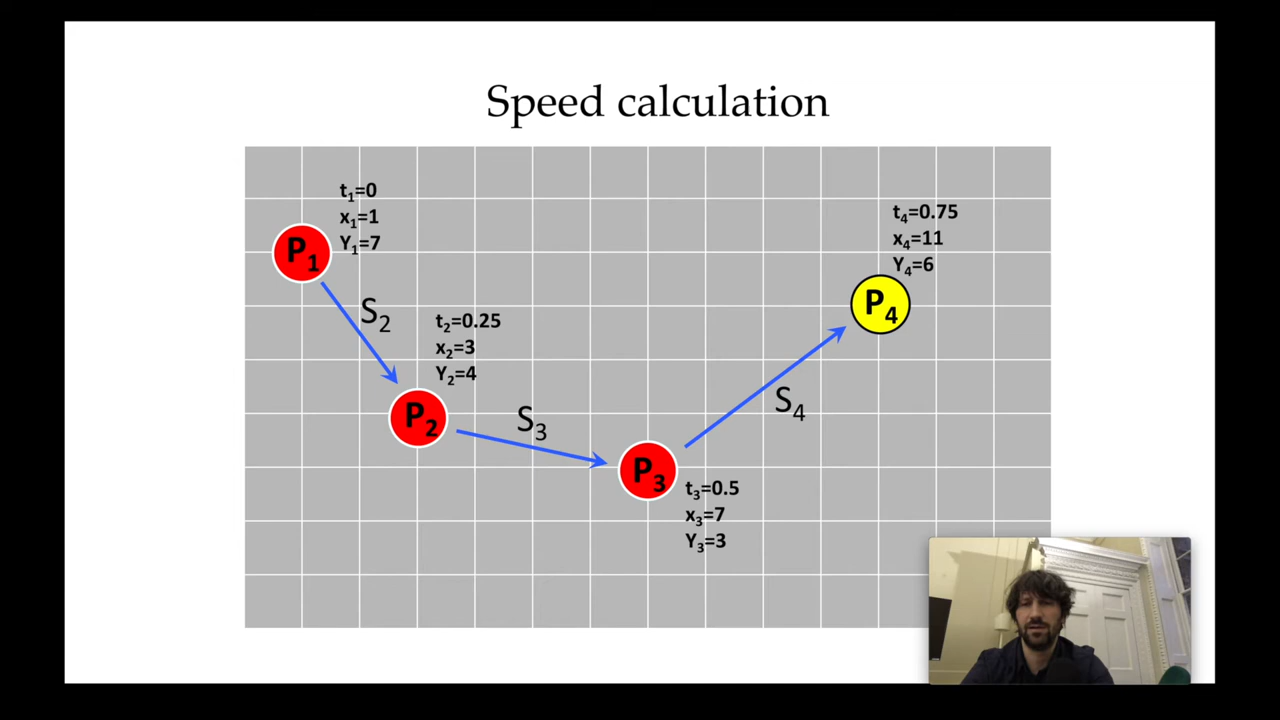 Speed calculation
P₁
t₁=0
x₁=1
Y₁=7
S₂
P₂
t₂=0.25
x₂=3
Y₂=4
S₃
P₃
t₃=0.5
x₃=7
Y₃=3
S₄
P₄
t₄=0.75
x₄=11
Y₄=6